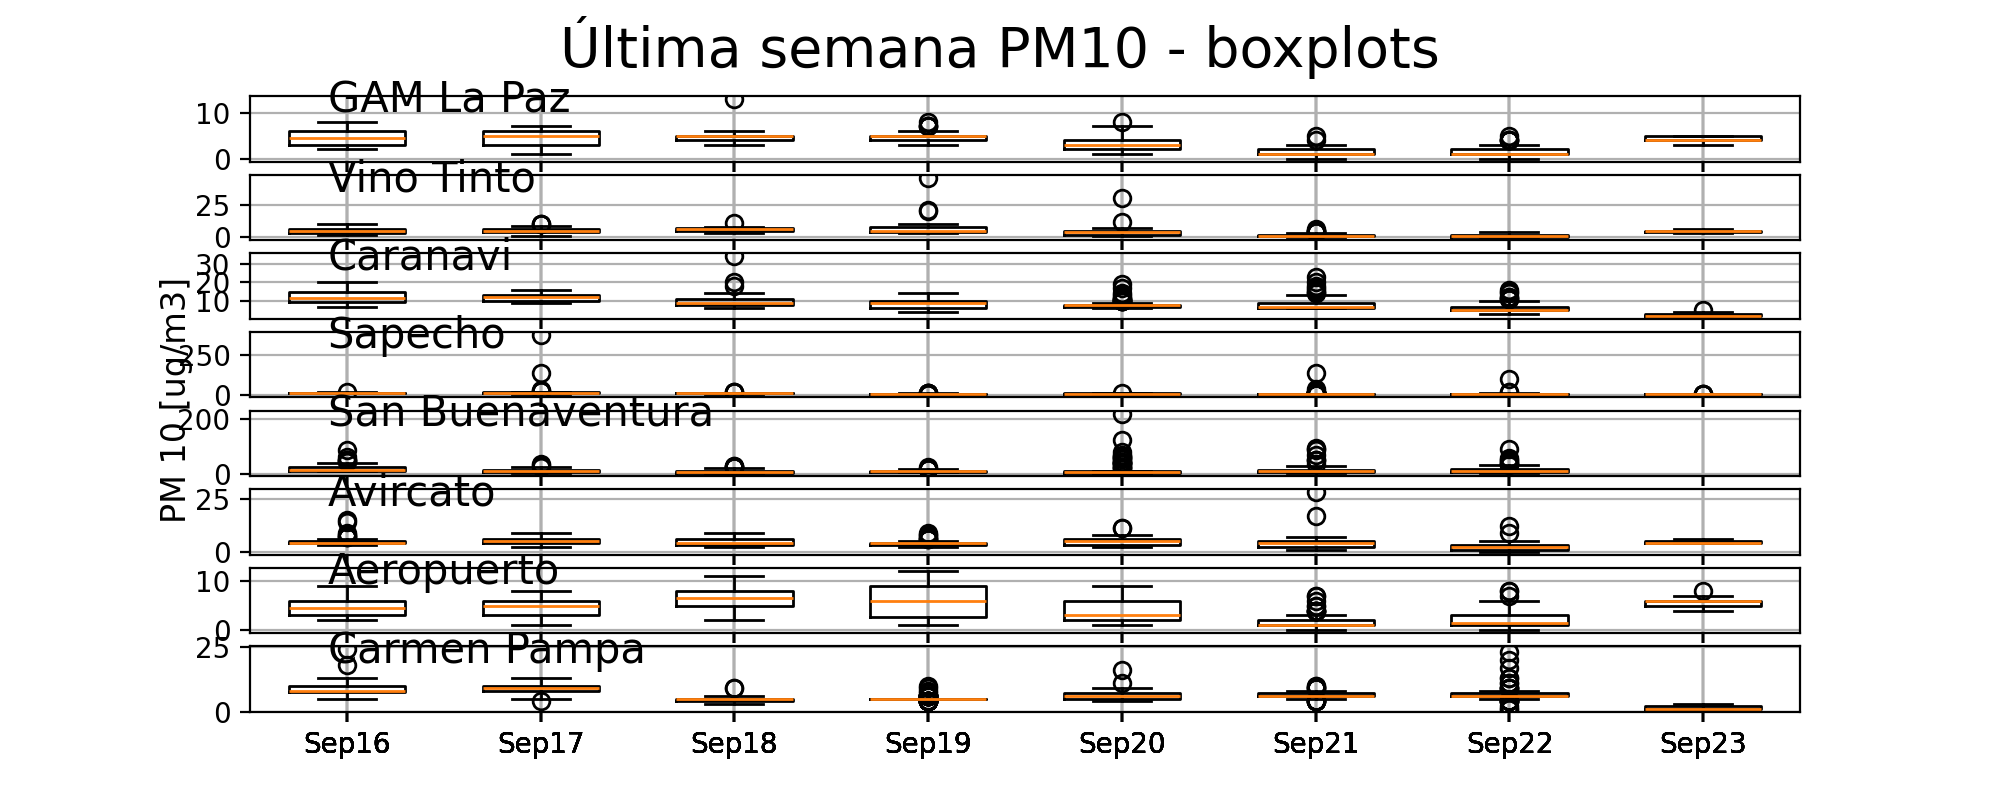 Última semana PM10 - boxplots
GAM La Paz
10
0
Vino Tinto
25
0
Caranavi
30
20
10
Sapecho
250
0
PM 10 [ug/m3]
San Buenaventura
200
0
Avircato
25
0
Aeropuerto
10
0
Carmen Pampa
25
0
Sep16 Sep17 Sep18 Sep19 Sep20 Sep21 Sep22 Sep23